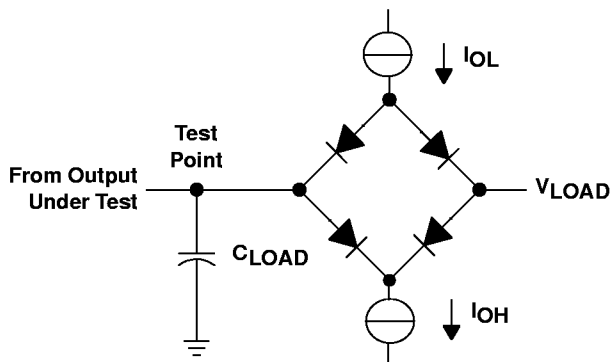 IOL
Test
Point
From Output
Under Test
VLOAD
CLOAD
IOH